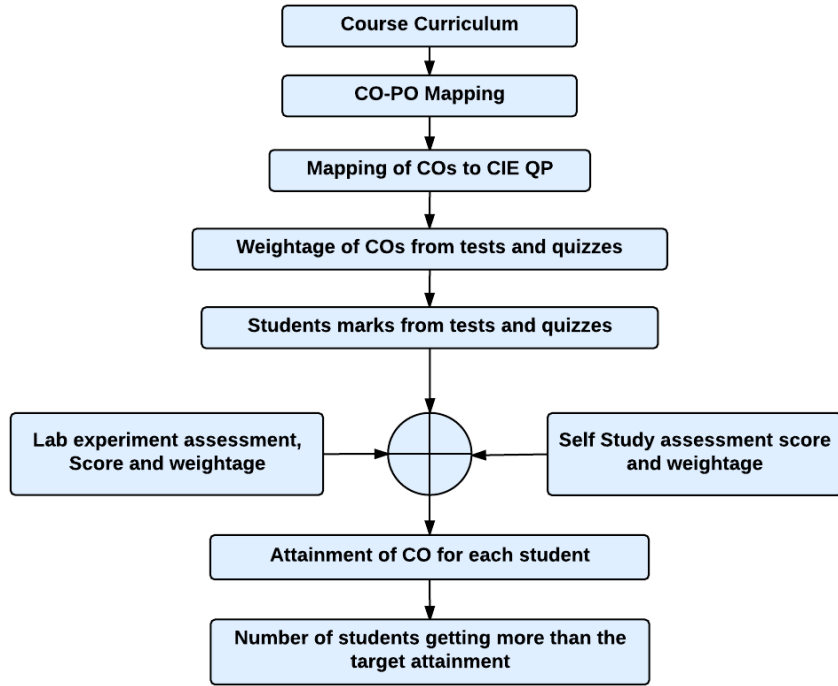 Course Curriculum
CO-PO Mapping
Mapping of COs to CIE QP
Weightage of COs from tests and quizzes
Students marks from tests and quizzes
Lab experiment assessment,
Score and weightage
Self Study assessment score
and weightage
Attainment of CO for each student
Number of students getting more than the
target attainment